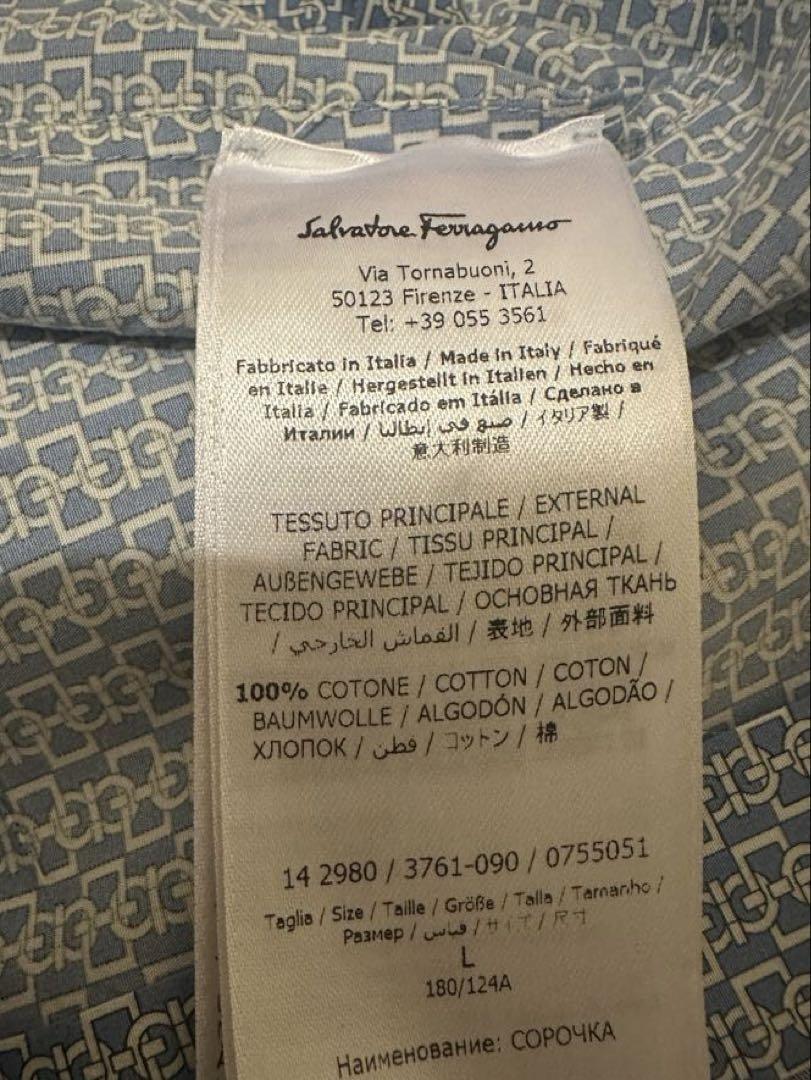 Salvatore Ferragamo
Via Tornabuoni, 2
50123 Firenze - ITALIA
Tel: +39 055 3561
Fabbricato in Italia / Made in Italy / Fabriqué
en Italie / Hergestellt in Italien / Hecho en
Italia / Fabricado em Itália / Сделано в
Италии / صنع في إيطاليا / イタリア製 /
意大利制造
TESSUTO PRINCIPALE / EXTERNAL
FABRIC / TISSU PRINCIPAL /
AUßENGEWEBE / TEJIDO PRINCIPAL /
TECIDO PRINCIPAL / ОСНОВНАЯ ТКАНЬ
/ القماش الخارجي / 表地 / 外部面料
100% COTONE / COTTON / COTON /
BAUMWOLLE / ALGODÓN / ALGODÃO /
ХЛОПОК / قطن / コットン / 棉
14 2980 / 3761-090 / 0755051
Taglia / Size / Taille / Größe / Talla / Tamanho /
Размер / قياس / サイズ / 尺寸
L
180/124A
Наименование: СОРОЧКА